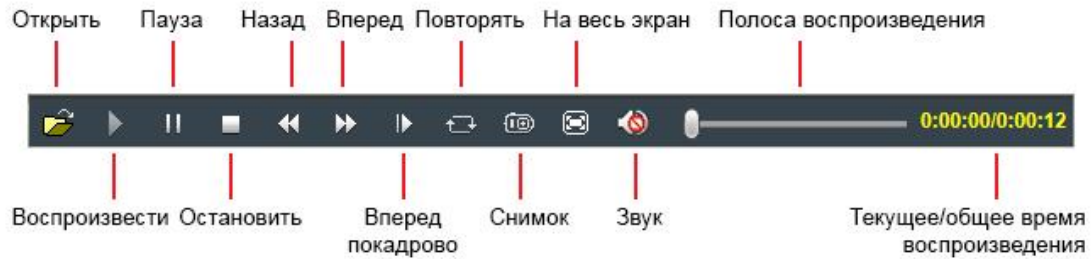 Открыть Пауза Назад Вперед Повторять На весь экран Полоса воспроизведения
0:00:00/0:00:12
Воспроизвести Остановить Вперед покадрово Снимок Звук Текущее/общее время воспроизведения